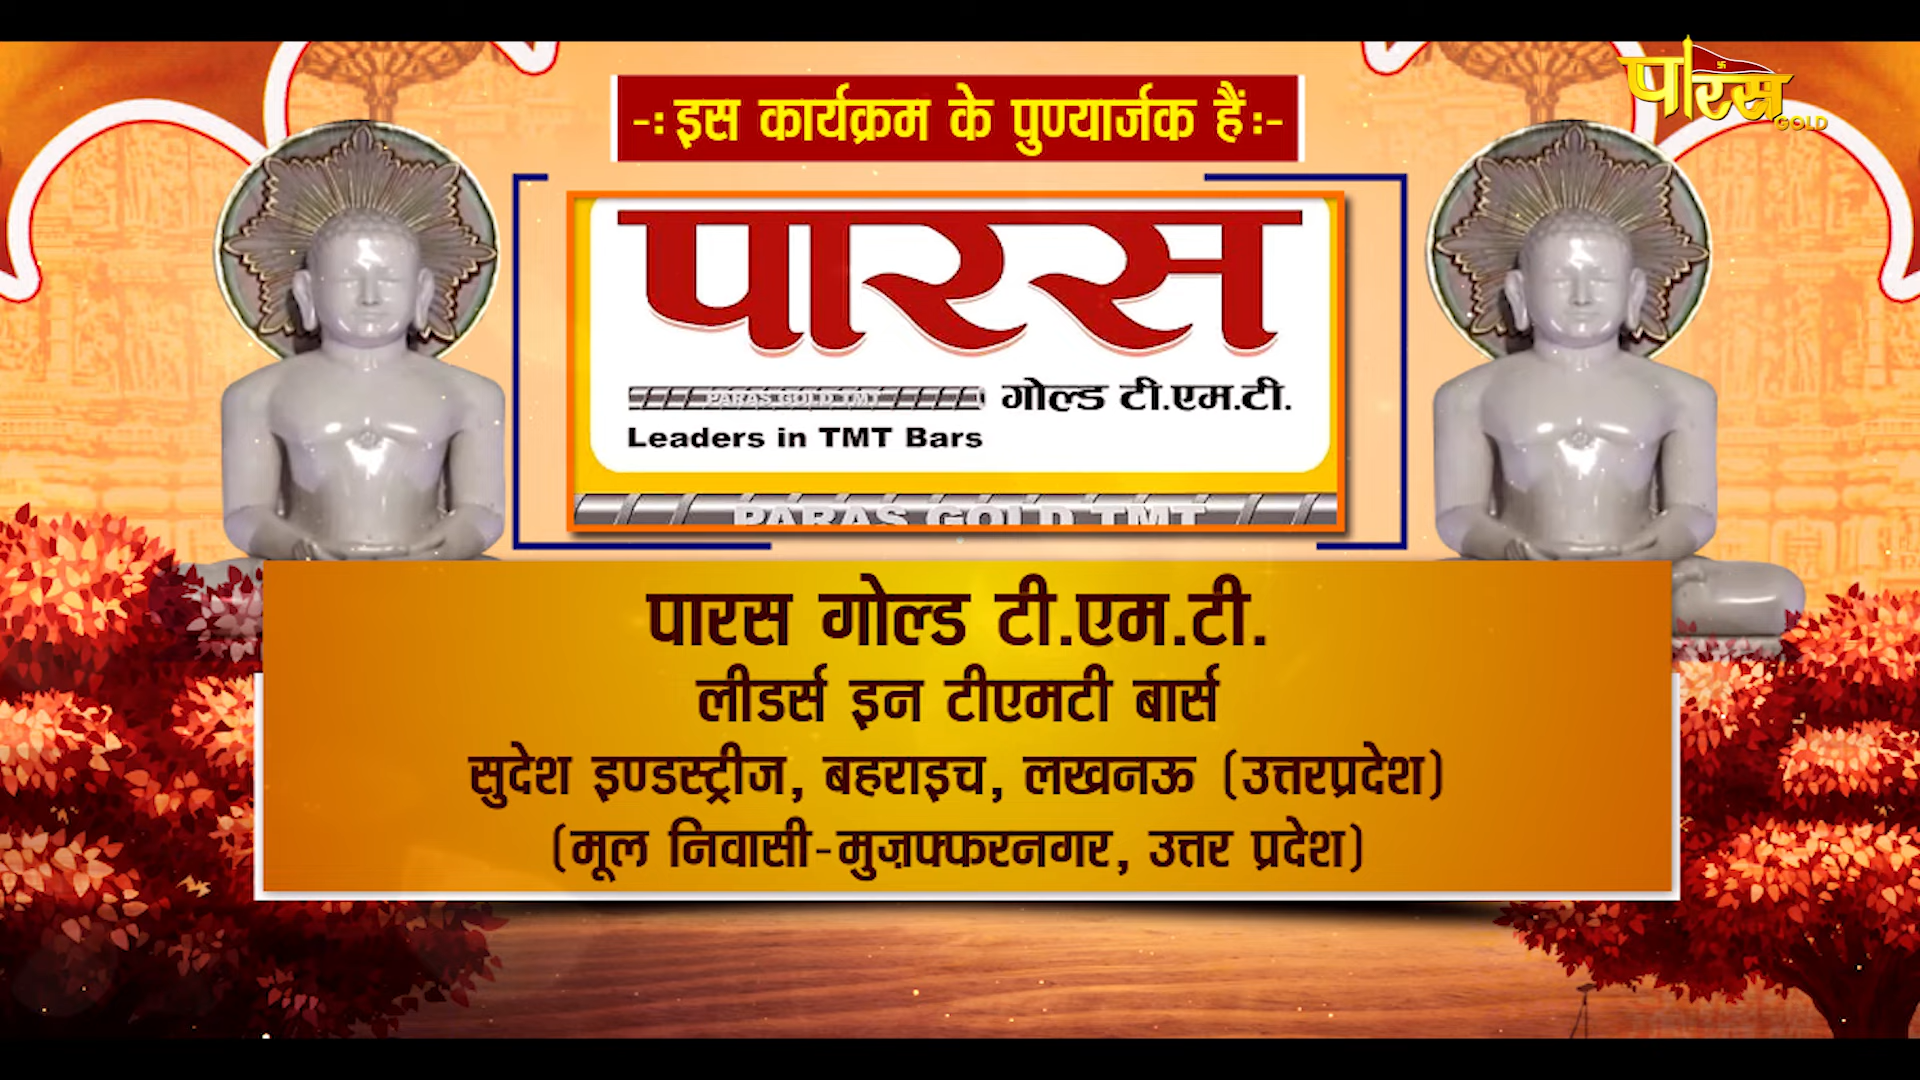 पारस
GOLD
-: इस कार्यक्रम के पुण्यार्जक हैं:-
पारस
PARAS GOLD TMT गोल्ड टी.एम.टी.
Leaders in TMT Bars
PARAS GOLD TMT
पारस गोल्ड टी.एम.टी.
लीडर्स इन टीएमटी बार्स
सुदेश इण्डस्ट्रीज, बहराइच, लखनऊ (उत्तरप्रदेश)
(मूल निवासी-मुज़फ्फरनगर, उत्तर प्रदेश)